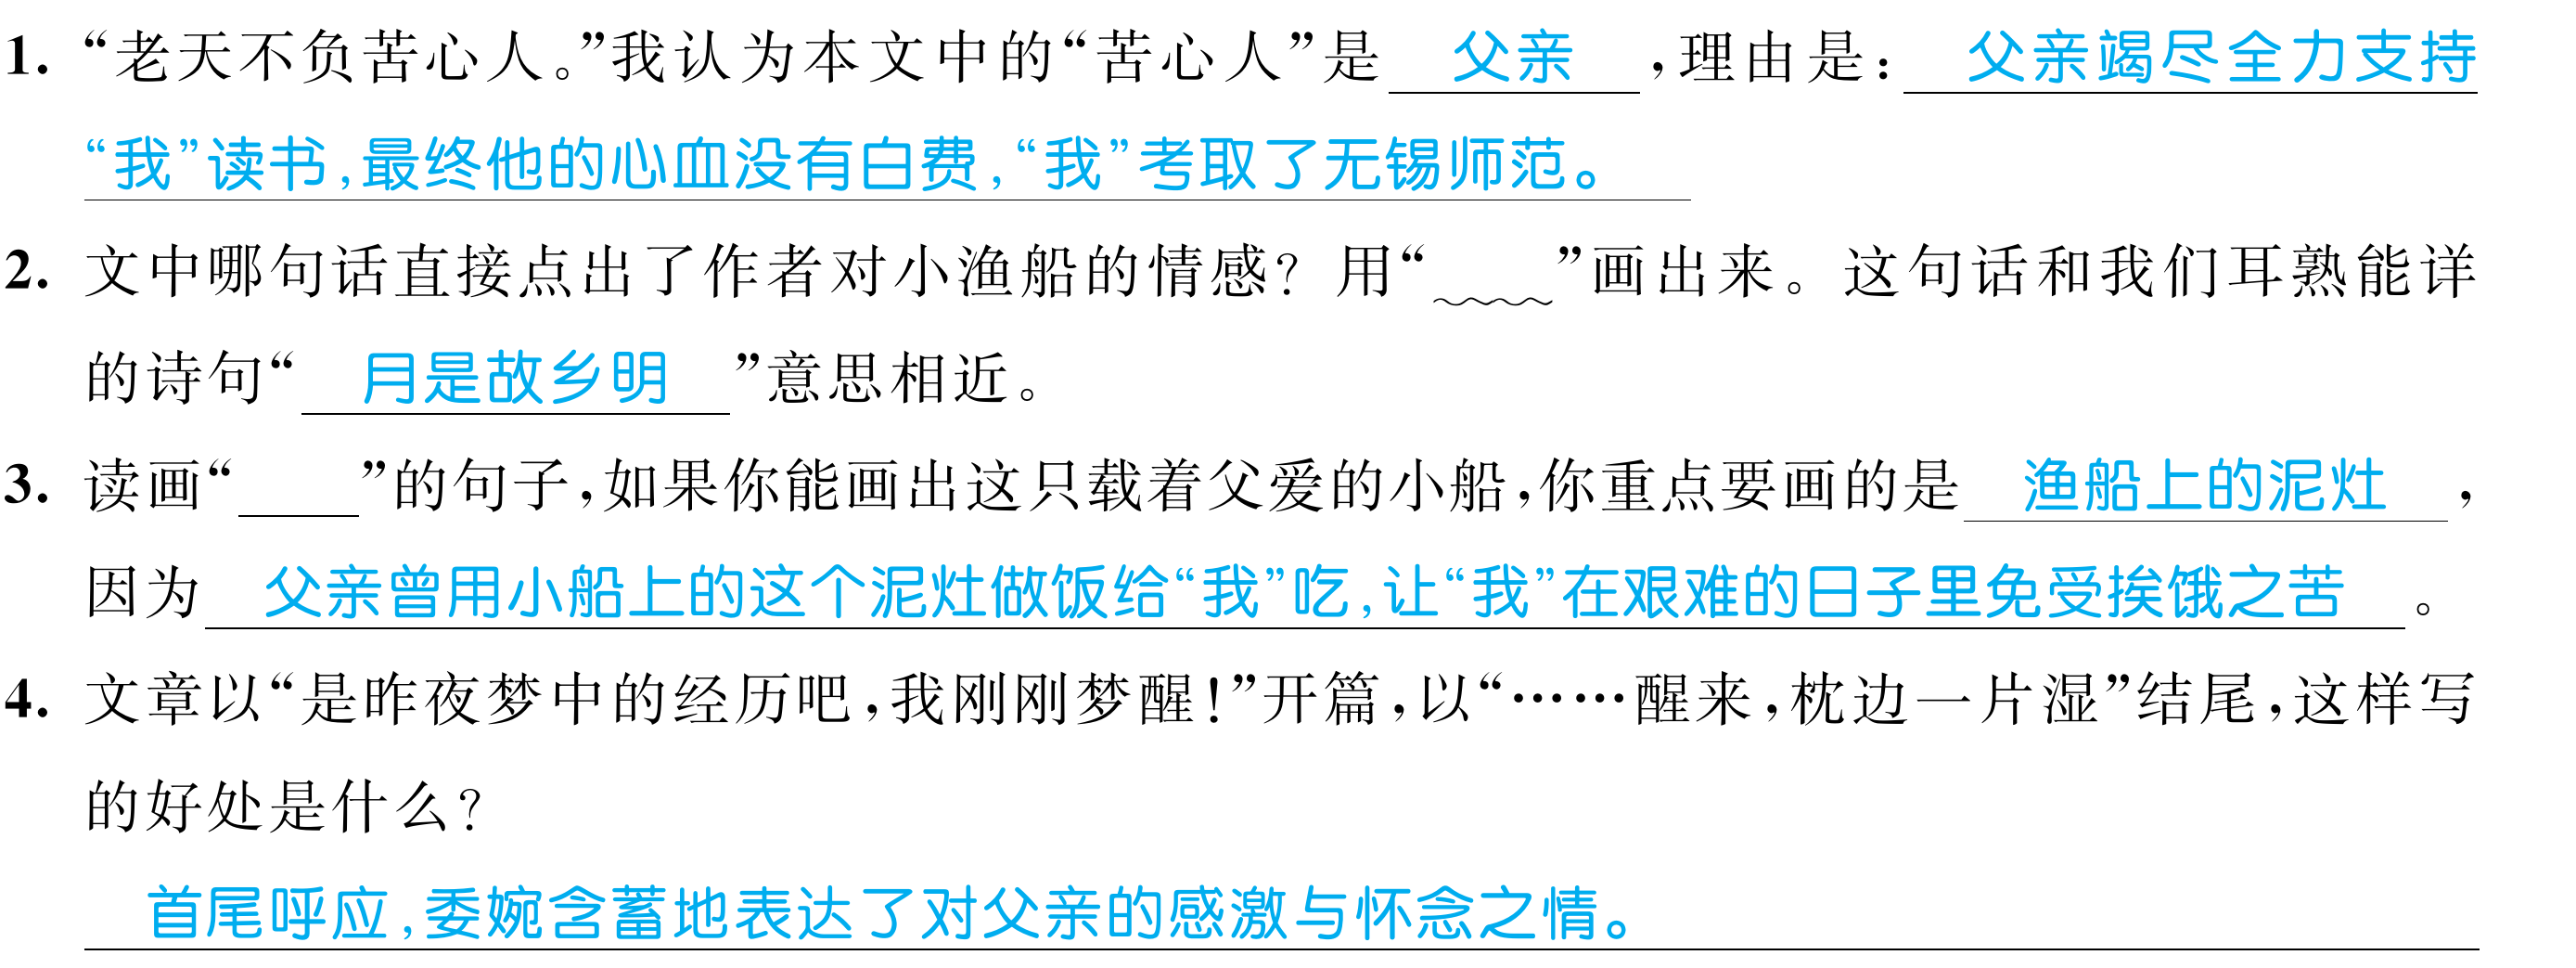 1. “老天不负苦心人。”我认为本文中的“苦心人”是 父亲 ,理由是: 父亲竭尽全力支持
“我”读书,最终他的心血没有白费,“我”考取了无锡师范。
2. 文中哪句话直接点出了作者对小渔船的情感? 用“﹏﹏”画出来。这句话和我们耳熟能详
的诗句“ 月是故乡明 ”意思相近。
3. 读画“____”的句子,如果你能画出这只载着父爱的小船,你重点要画的是 渔船上的泥灶 ,
因为 父亲曾用小船上的这个泥灶做饭给“我”吃,让“我”在艰难的日子里免受挨饿之苦 。
4. 文章以“是昨夜梦中的经历吧,我刚刚梦醒!”开篇,以“……醒来,枕边一片湿”结尾,这样写
的好处是什么?
首尾呼应,委婉含蓄地表达了对父亲的感激与怀念之情。